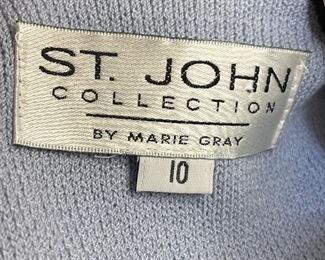 ST. JOHN
COLLECTION
BY MARIE GRAY
10